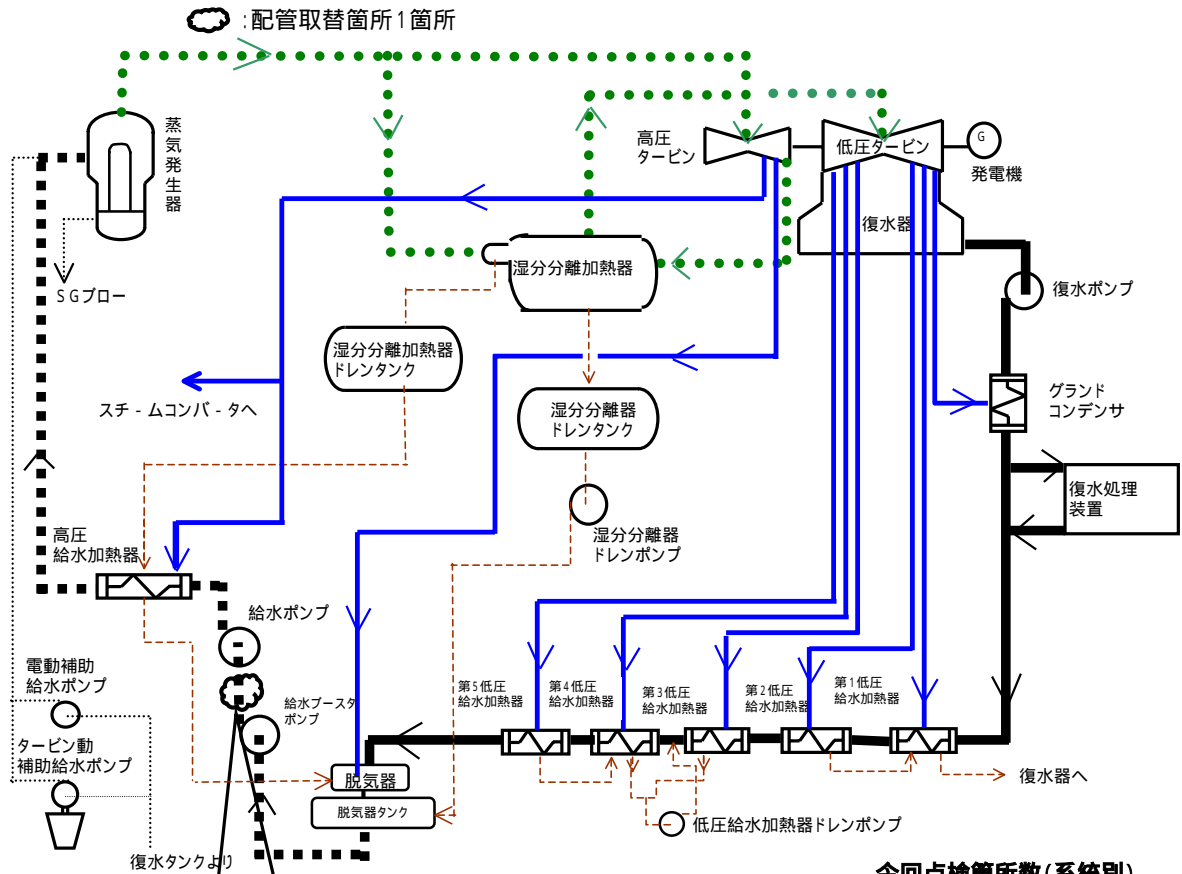 :配管取替箇所1箇所
蒸気発生器
高圧
タービン
低圧タービン
G
発電機
復水器
湿分分離加熱器
SGブロー
復水ポンプ
湿分分離加熱器
ドレンタンク
グランド
コンデンサ
スチ-ムコンバ-タへ
湿分分離器
ドレンタンク
復水処理
装置
高圧
給水加熱器
湿分分離器
ドレンポンプ
給水ポンプ
電動補助
給水ポンプ
給水ブースタ
ポンプ
第5低圧
給水加熱器
第4低圧
給水加熱器
第3低圧
給水加熱器
第2低圧
給水加熱器
第1低圧
給水加熱器
タービン動
補助給水ポンプ
脱気器
脱気器タンク
復水器へ
低圧給水加熱器ドレンポンプ
復水タンクより
今回点検箇所数(系統別)